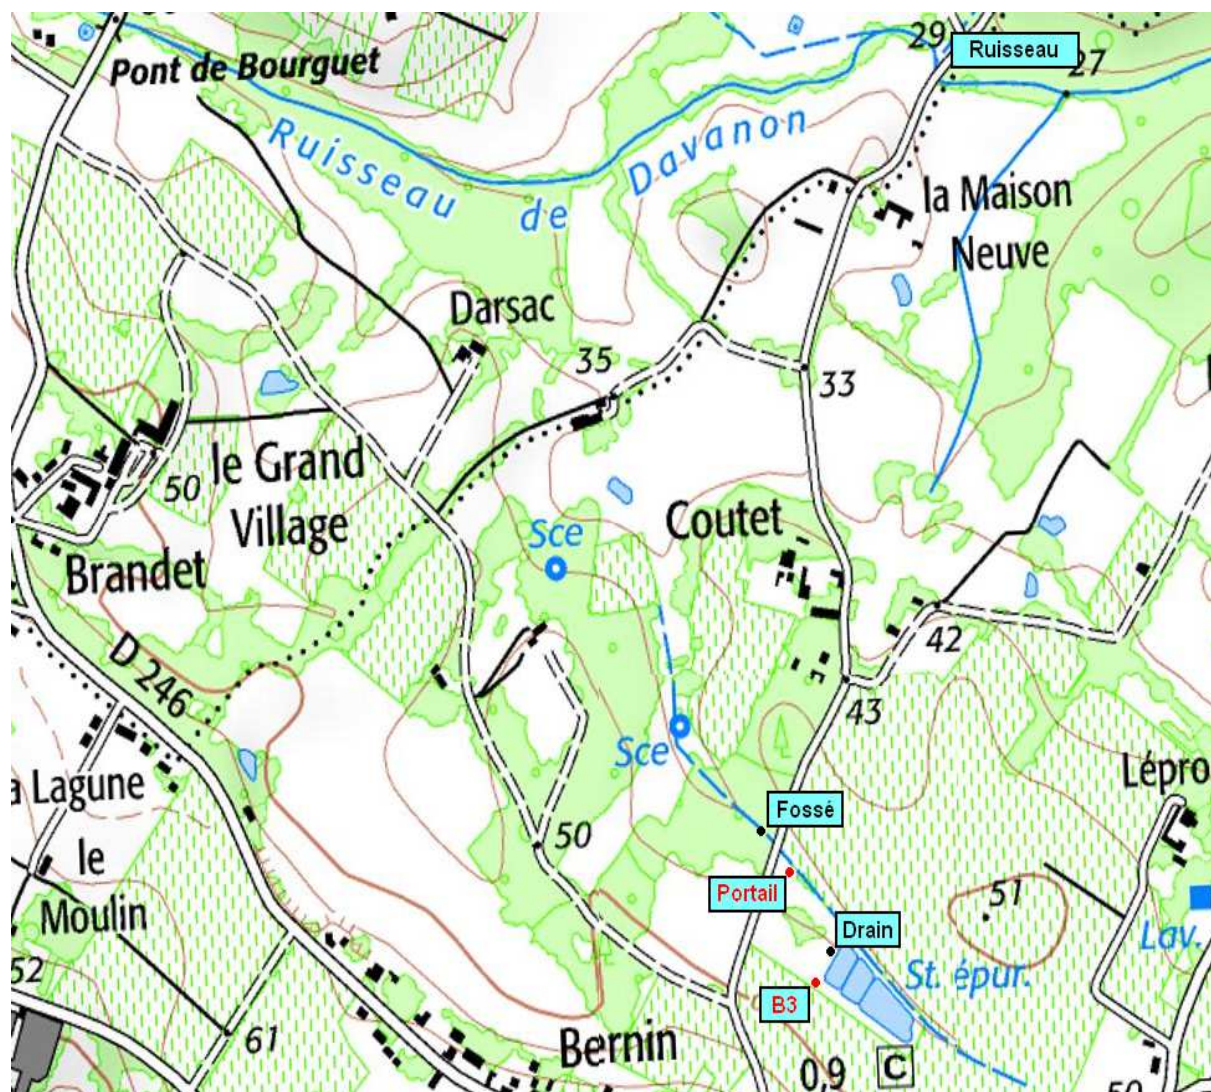 29
Ruisseau
27
Pont de Bourguet
Ruisseau de Davanon
la Maison
Neuve
Darsac
35
33
le Grand
Village
50
Sce
Coutet
Brandet
42
D 246
43
Sce
Lépro
a Lagune
Fossé
50
le
Moulin
Portail
51
Drain
Lav.
52
St. épur.
B3
61
Bernin
0,9
C